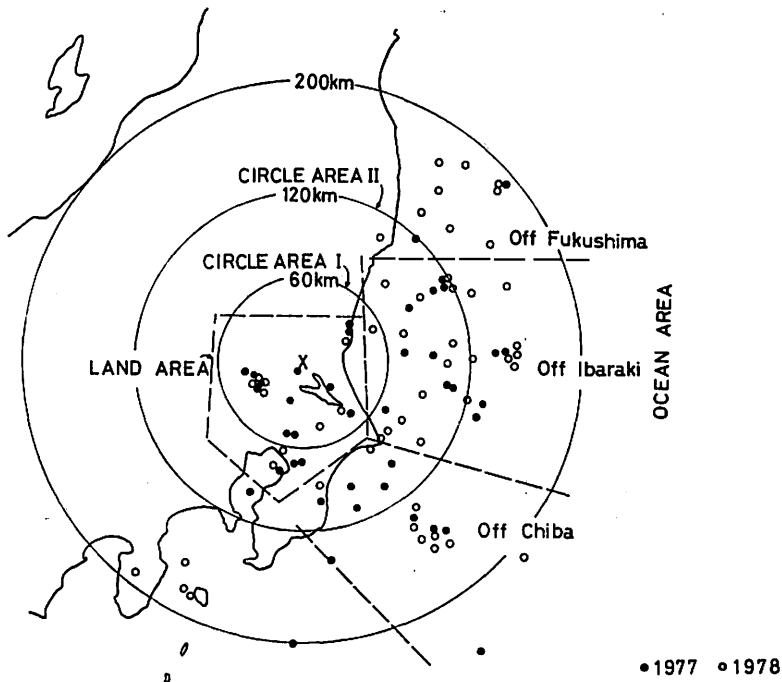 200km
CIRCLE AREA II
120km
Off Fukushima
CIRCLE AREA I
60km
LAND AREA
X
Off Ibaraki
OCEAN AREA
Off Chiba
● 1977 ○ 1978